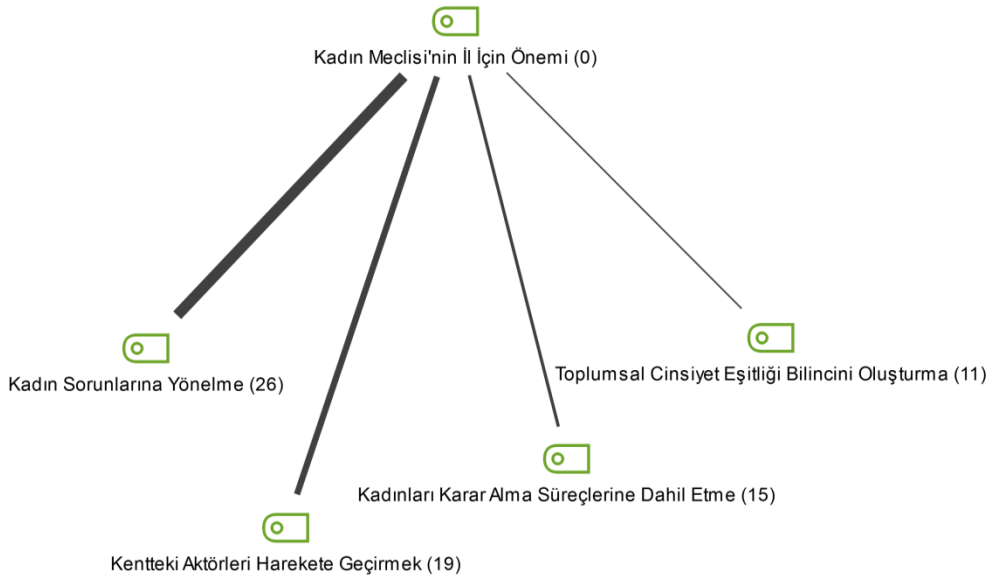 Kadın Meclisi'nin İl İçin Önemi (0)
Kadın Sorunlarına Yönelme (26)
Toplumsal Cinsiyet Eşitliği Bilincini Oluşturma (11)
Kadınları Karar Alma Süreçlerine Dahil Etme (15)
Kentteki Aktörleri Harekete Geçirmek (19)